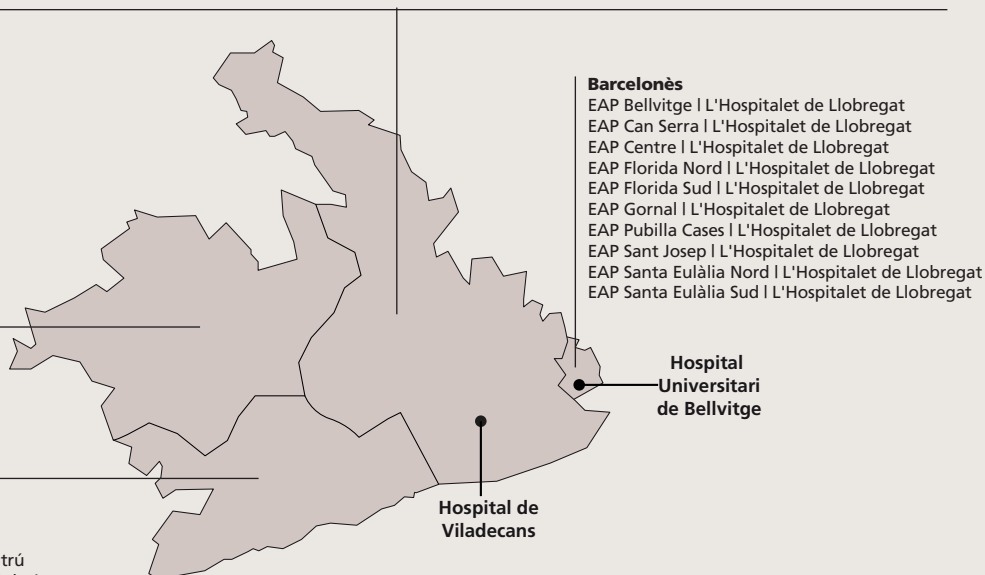 Barcelonès
EAP Bellvitge | L'Hospitalet de Llobregat
EAP Can Serra | L'Hospitalet de Llobregat
EAP Centre | L'Hospitalet de Llobregat
EAP Florida Nord | L'Hospitalet de Llobregat
EAP Florida Sud | L'Hospitalet de Llobregat
EAP Gornal | L'Hospitalet de Llobregat
EAP Pubilla Cases | L'Hospitalet de Llobregat
EAP Sant Josep | L'Hospitalet de Llobregat
EAP Santa Eulàlia Nord | L'Hospitalet de Llobregat
EAP Santa Eulàlia Sud | L'Hospitalet de Llobregat
Hospital
Universitari
de Bellvitge
Hospital de
Viladecans
trú